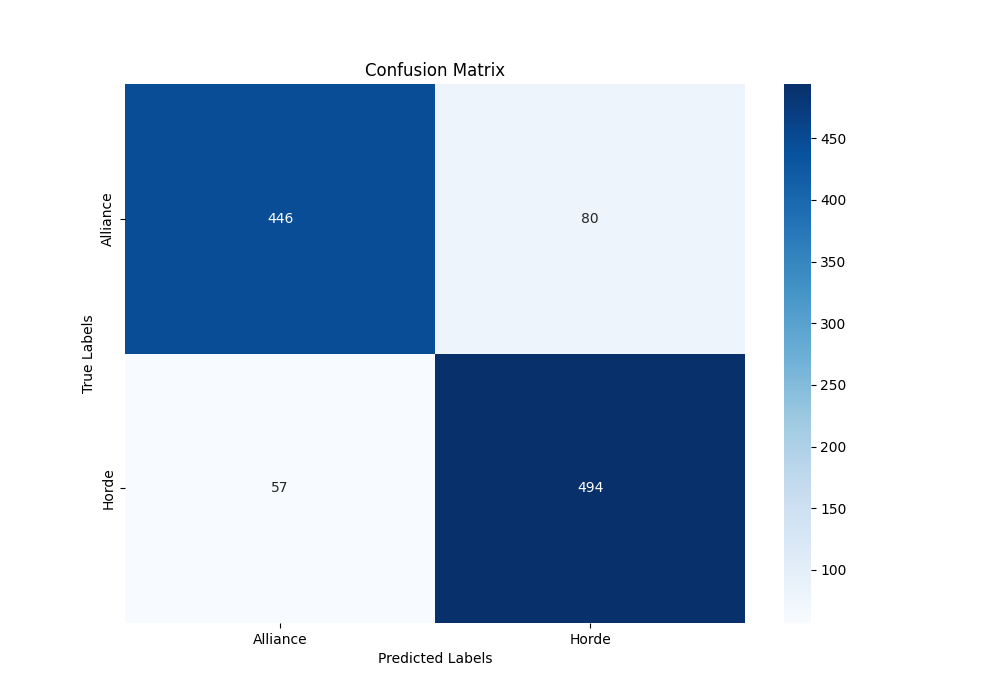 Confusion Matrix
True Labels
Alliance
446
80
Horde
57
494
Alliance
Horde
Predicted Labels
450
400
350
300
250
200
150
100